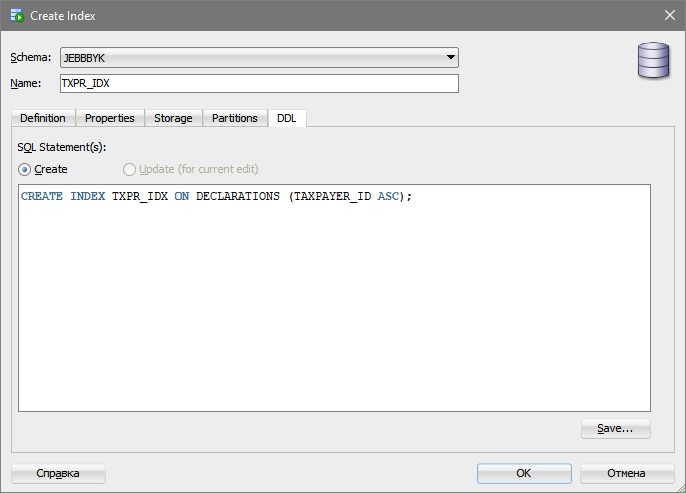 Create Index
Schema: JEBBBYK
Name: TXPR_IDX
Definition Properties Storage Partitions DDL
SQL Statement(s):
Create Update (for current edit)
CREATE INDEX TXPR_IDX ON DECLARATIONS (TAXPAYER_ID ASC);
Save...
Справка OK Отмена